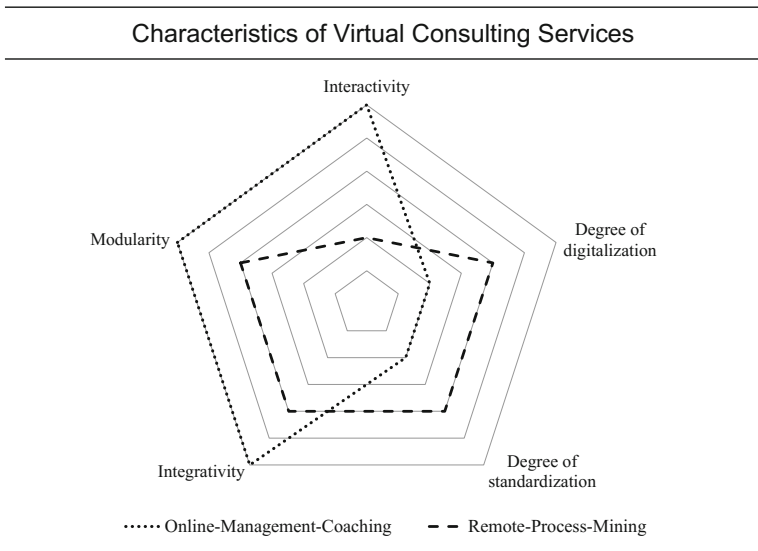 Characteristics of Virtual Consulting Services
Interactivity
Modularity
Degree of
digitalization
Integrativity
Degree of
standardization
Online-Management-Coaching
Remote-Process-Mining